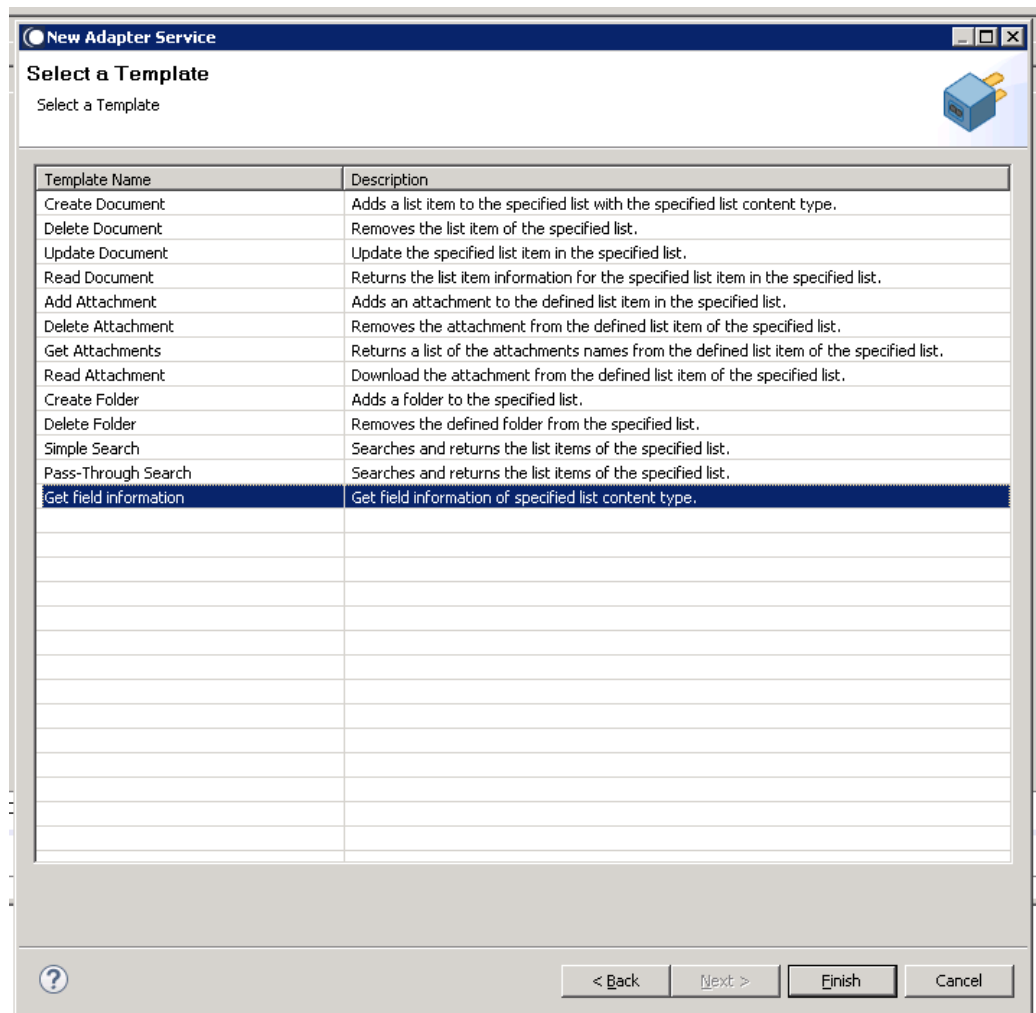 New Adapter Service
Select a Template
Select a Template
Template Name Description
Create Document Adds a list item to the specified list with the specified list content type.
Delete Document Removes the list item of the specified list.
Update Document Update the specified list item in the specified list.
Read Document Returns the list item information for the specified list item in the specified list.
Add Attachment Adds an attachment to the defined list item in the specified list.
Delete Attachment Removes the attachment from the defined list item of the specified list.
Get Attachments Returns a list of the attachments names from the defined list item of the specified list.
Read Attachment Download the attachment from the defined list item of the specified list.
Create Folder Adds a folder to the specified list.
Delete Folder Removes the defined folder from the specified list.
Simple Search Searches and returns the list items of the specified list.
Pass-Through Search Searches and returns the list items of the specified list.
Get field information Get field information of specified list content type.
? < Back Next > Finish Cancel